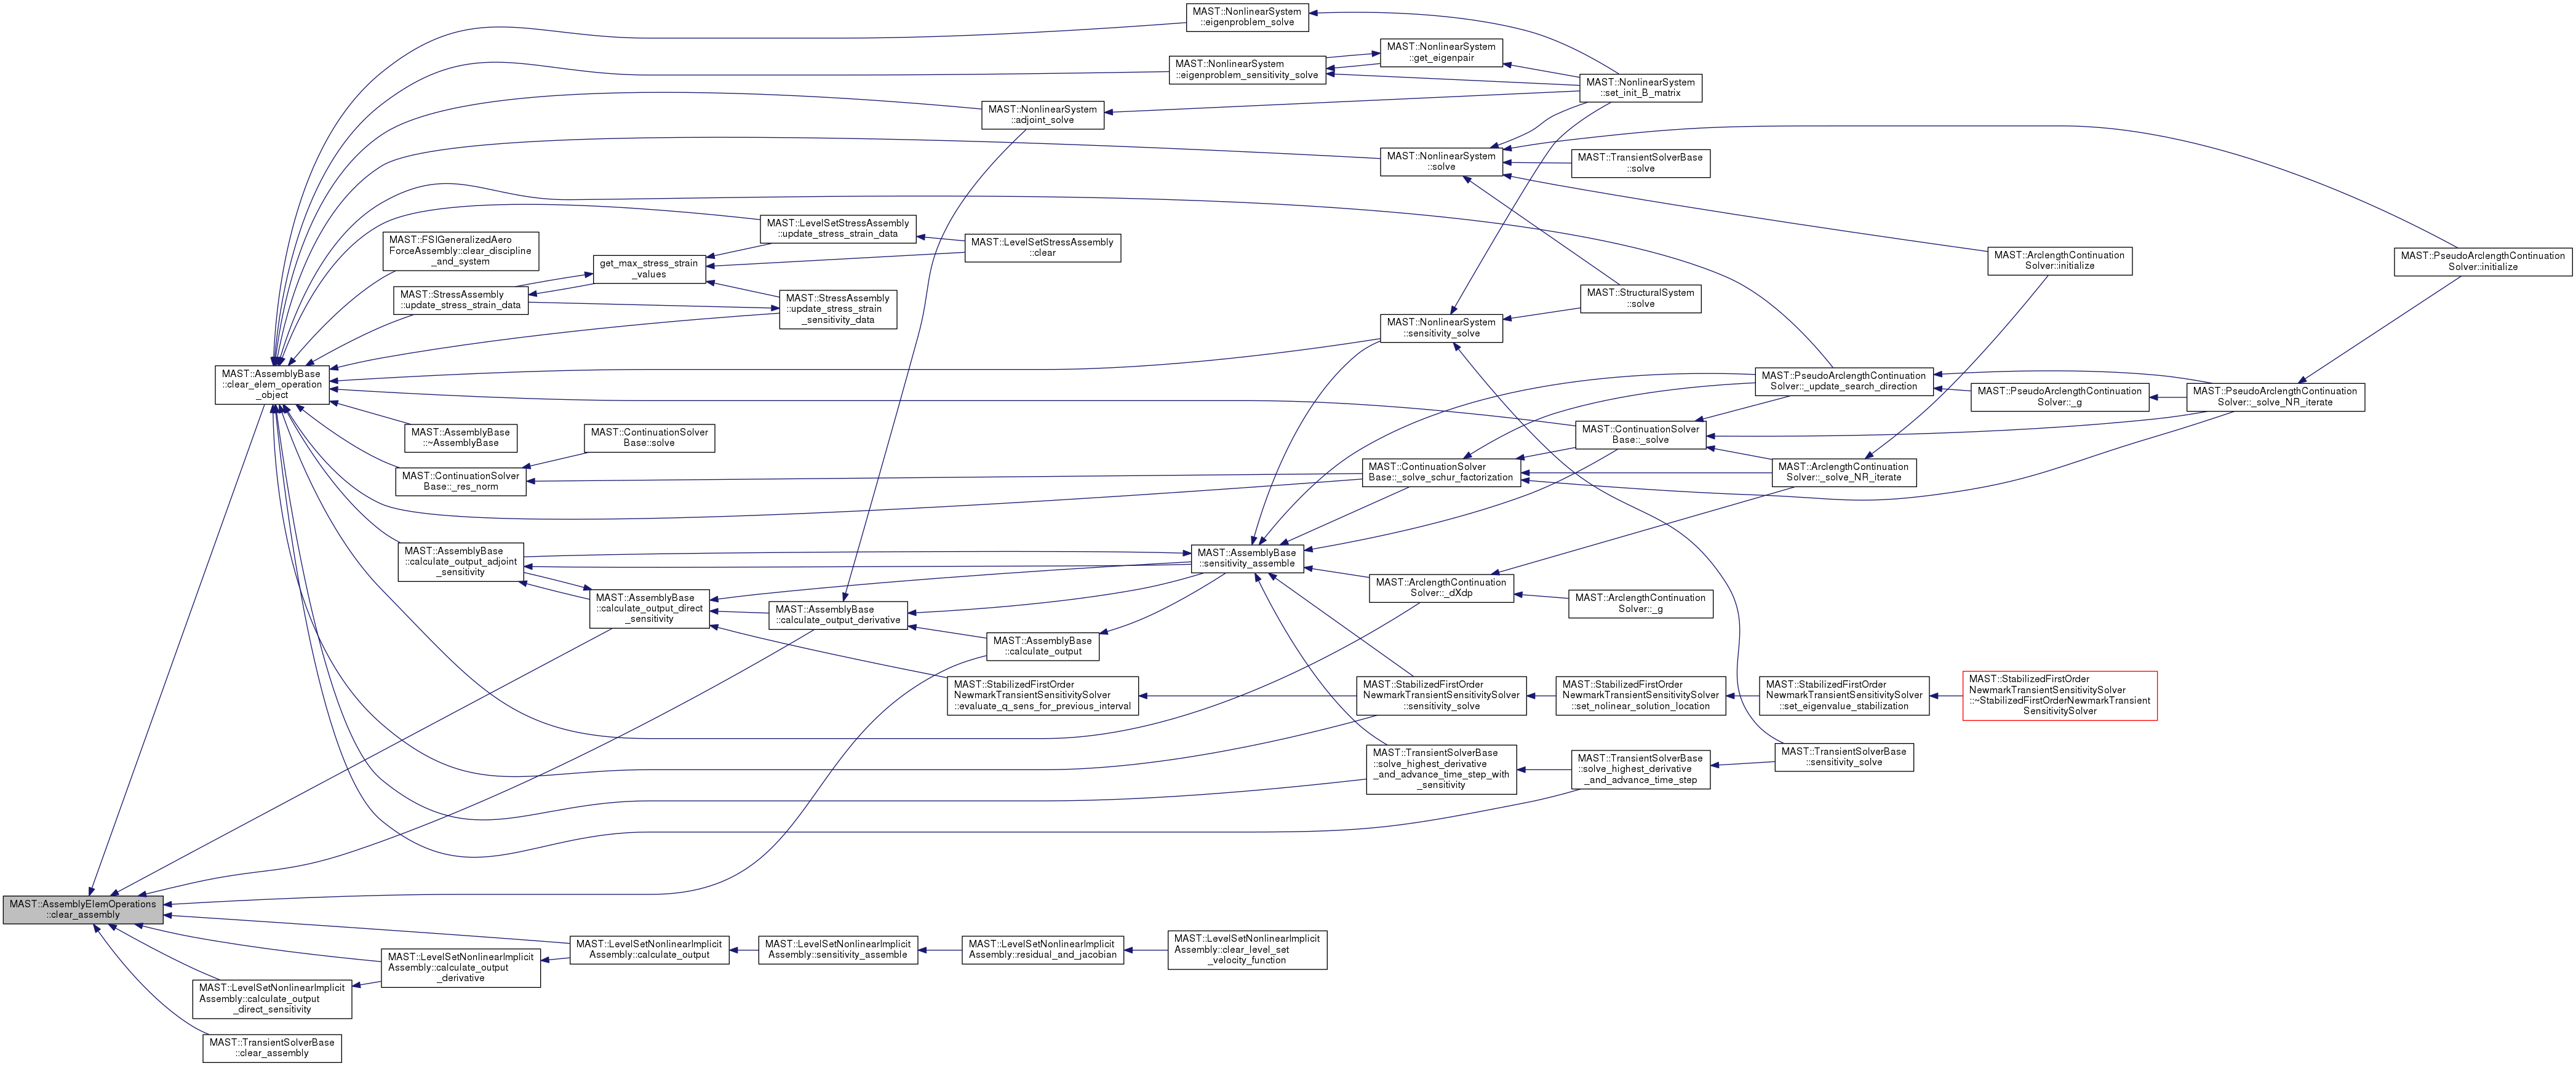 MAST::AssemblyElemOperations
::clear_assembly
MAST::AssemblyBase
::clear_elem_operation
_object
MAST::NonlinearSystem
::eigenproblem_solve
MAST::NonlinearSystem
::eigenproblem_sensitivity_solve
MAST::NonlinearSystem
::get_eigenpair
MAST::NonlinearSystem
::set_init_B_matrix
MAST::NonlinearSystem
::adjoint_solve
MAST::NonlinearSystem
::solve
MAST::TransientSolverBase
::solve
MAST::LevelSetStressAssembly
::update_stress_strain_data
MAST::LevelSetStressAssembly
::clear
MAST::FSIGeneralizedAero
ForceAssembly::clear_discipline
_and_system
get_max_stress_strain
_values
MAST::StressAssembly
::update_stress_strain_data
MAST::StressAssembly
::update_stress_strain
_sensitivity_data
MAST::ArclengthContinuation
Solver::initialize
MAST::PseudoArclengthContinuation
Solver::initialize
MAST::StructuralSystem
::solve
MAST::NonlinearSystem
::sensitivity_solve
MAST::PseudoArclengthContinuation
Solver::_update_search_direction
MAST::PseudoArclengthContinuation
Solver::_g
MAST::PseudoArclengthContinuation
Solver::_solve_NR_iterate
MAST::AssemblyBase
::~AssemblyBase
MAST::ContinuationSolver
Base::solve
MAST::ContinuationSolver
Base::_solve
MAST::ContinuationSolver
Base::_res_norm
MAST::ContinuationSolver
Base::_solve_schur_factorization
MAST::ArclengthContinuation
Solver::_solve_NR_iterate
MAST::AssemblyBase
::calculate_output_adjoint
_sensitivity
MAST::AssemblyBase
::sensitivity_assemble
MAST::AssemblyBase
::calculate_output_direct
_sensitivity
MAST::AssemblyBase
::calculate_output_derivative
MAST::AssemblyBase
::calculate_output
MAST::ArclengthContinuation
Solver::_dXdp
MAST::ArclengthContinuation
Solver::_g
MAST::StabilizedFirstOrder
NewmarkTransientSensitivitySolver
::evaluate_q_sens_for_previous_interval
MAST::StabilizedFirstOrder
NewmarkTransientSensitivitySolver
::sensitivity_solve
MAST::StabilizedFirstOrder
NewmarkTransientSensitivitySolver
::set_nolinear_solution_location
MAST::StabilizedFirstOrder
NewmarkTransientSensitivitySolver
::set_eigenvalue_stabilization
MAST::StabilizedFirstOrder
NewmarkTransientSensitivitySolver
::~StabilizedFirstOrderNewmarkTransient
SensitivitySolver
MAST::TransientSolverBase
::solve_highest_derivative
_and_advance_time_step_with
_sensitivity
MAST::TransientSolverBase
::solve_highest_derivative
_and_advance_time_step
MAST::TransientSolverBase
::sensitivity_solve
MAST::LevelSetNonlinearImplicit
Assembly::calculate_output
MAST::LevelSetNonlinearImplicit
Assembly::sensitivity_assemble
MAST::LevelSetNonlinearImplicit
Assembly::residual_and_jacobian
MAST::LevelSetNonlinearImplicit
Assembly::clear_level_set
_velocity_function
MAST::LevelSetNonlinearImplicit
Assembly::calculate_output
_derivative
MAST::LevelSetNonlinearImplicit
Assembly::calculate_output
_direct_sensitivity
MAST::TransientSolverBase
::clear_assembly